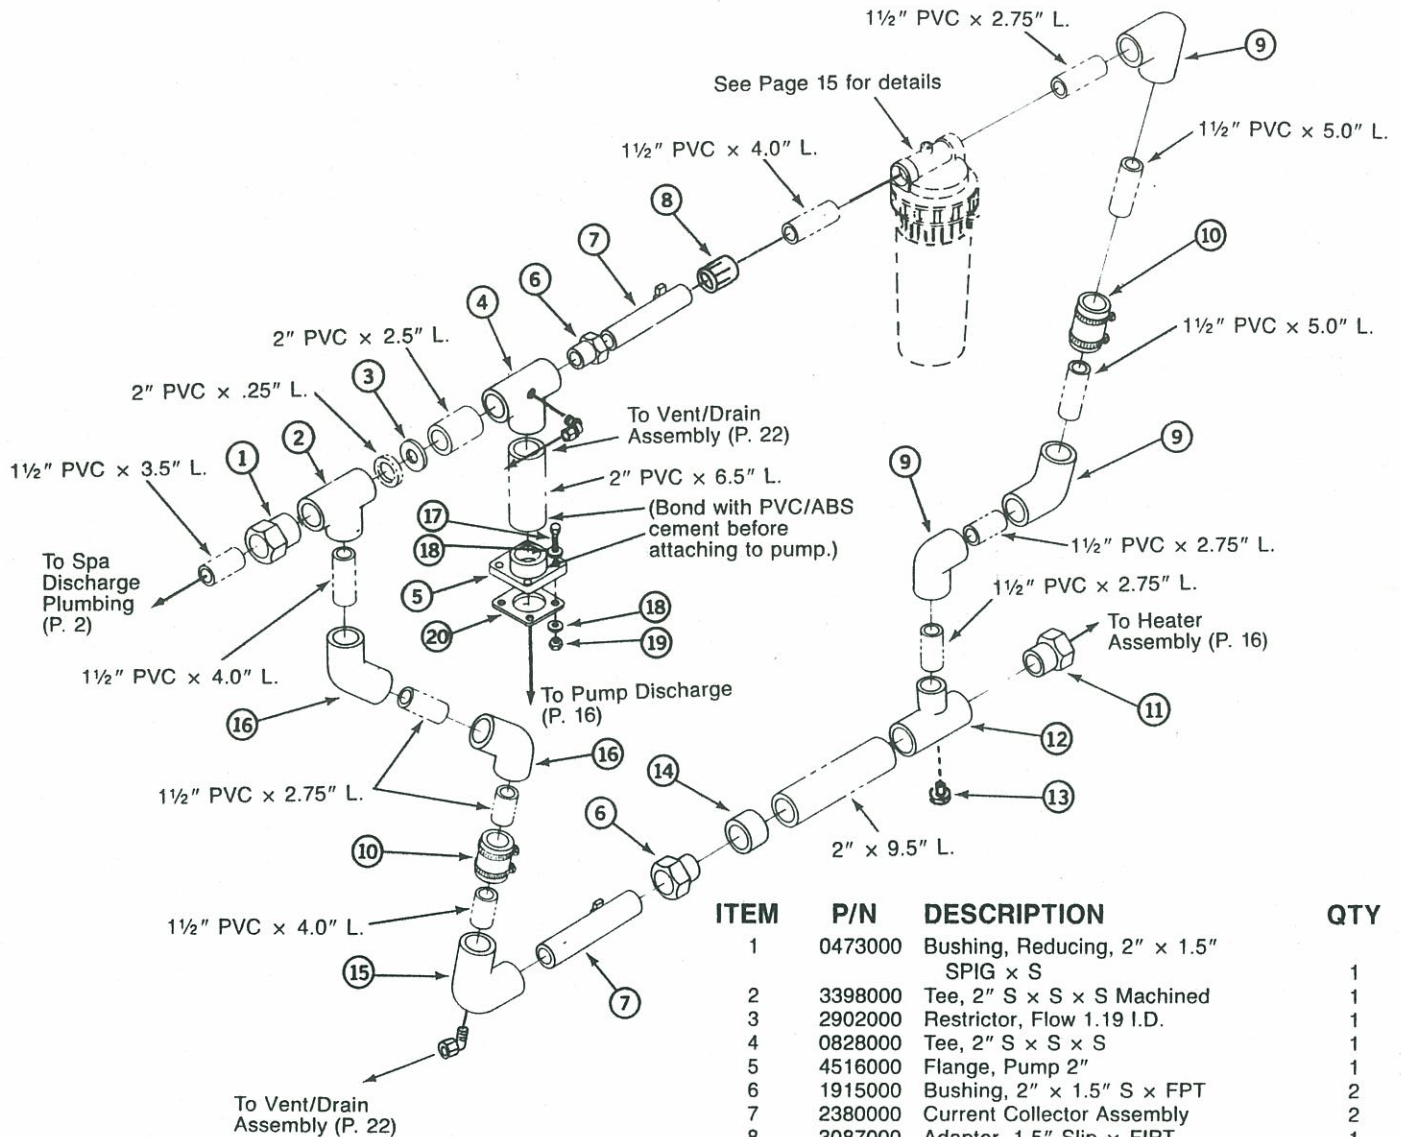 1½″ PVC × 2.75″ L.
9
See Page 15 for details
1½″ PVC × 4.0″ L.
1½″ PVC × 5.0″ L.
8
7
10
6
4
2″ PVC × 2.5″ L.
1½″ PVC × 5.0″ L.
3
2″ PVC × .25″ L.
To Vent/Drain
Assembly (P. 22)
2
1
9
9
1½″ PVC × 3.5″ L.
2″ PVC × 6.5″ L.
17
(Bond with PVC/ABS
cement before
attaching to pump.)
18
1½″ PVC × 2.75″ L.
To Spa
Discharge
Plumbing
(P. 2)
5
1½″ PVC × 2.75″ L.
18
20
19
To Heater
Assembly (P. 16)
1½″ PVC × 4.0″ L.
To Pump Discharge
(P. 16)
11
16
12
16
14
13
1½″ PVC × 2.75″ L.
6
10
2″ × 9.5″ L.
1½″ PVC × 4.0″ L.
15
7
To Vent/Drain
Assembly (P. 22)
ITEM P/N DESCRIPTION QTY
1 0473000 Bushing, Reducing, 2″ × 1.5″
SPIG × S 1
2 3398000 Tee, 2″ S × S × S Machined 1
3 2902000 Restrictor, Flow 1.19 I.D. 1
4 0828000 Tee, 2″ S × S × S 1
5 4516000 Flange, Pump 2″ 1
6 1915000 Bushing, 2″ × 1.5″ S × FPT 2
7 2380000 Current Collector Assembly 2
8 3087000 Adapter, 1.5″ Slip × FIPT 1